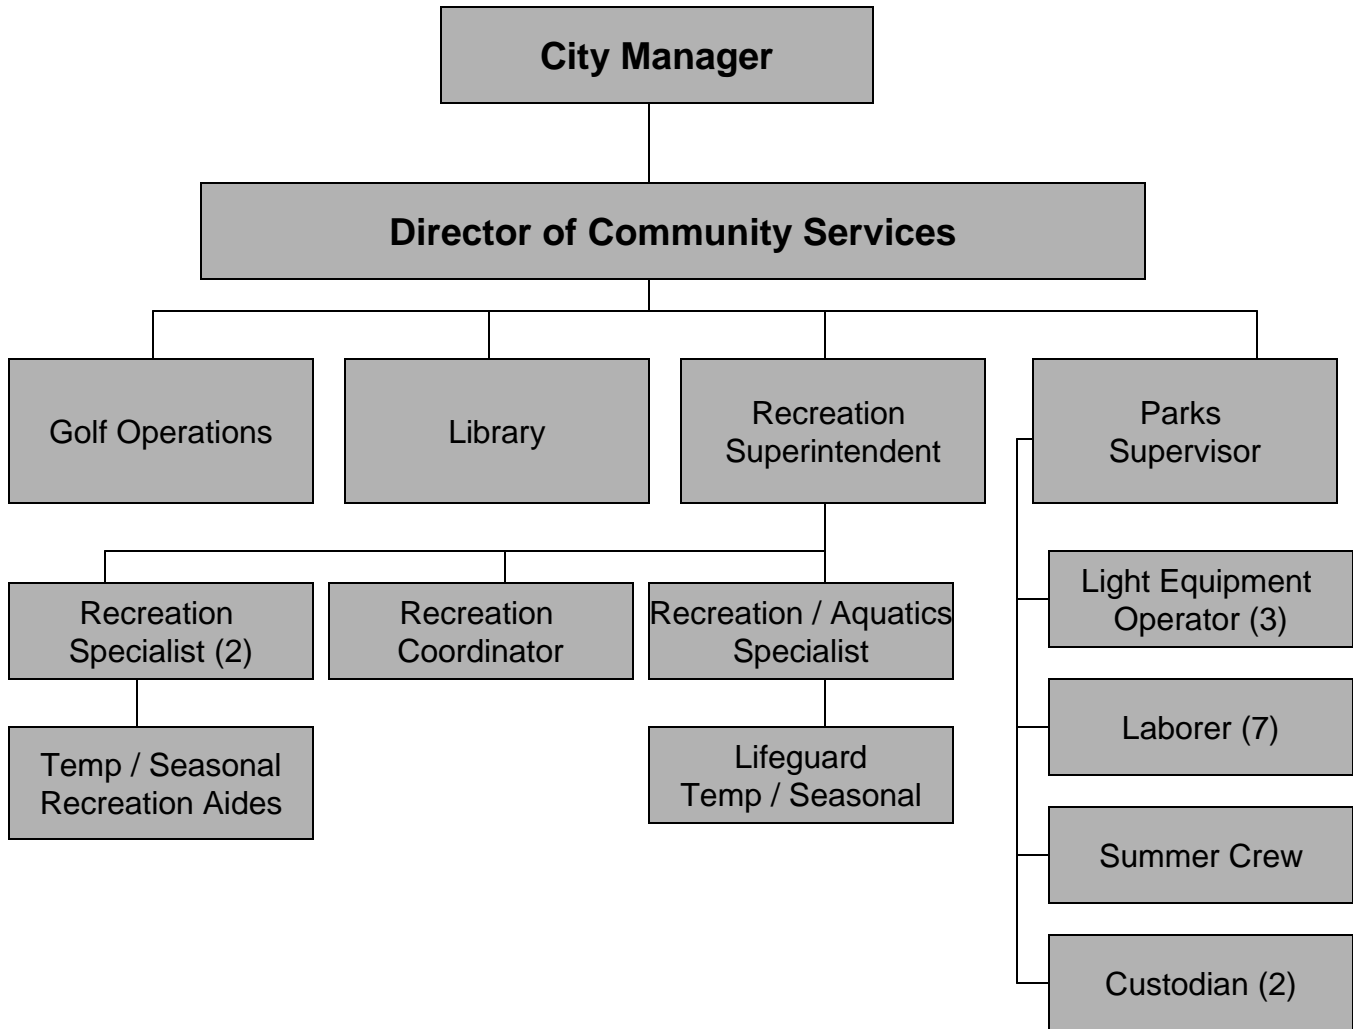 City Manager
Director of Community Services
Golf Operations
Library
Recreation
Superintendent
Parks
Supervisor
Recreation
Specialist (2)
Recreation
Coordinator
Recreation / Aquatics
Specialist
Light Equipment
Operator (3)
Temp / Seasonal
Recreation Aides
Lifeguard
Temp / Seasonal
Laborer (7)
Summer Crew
Custodian (2)